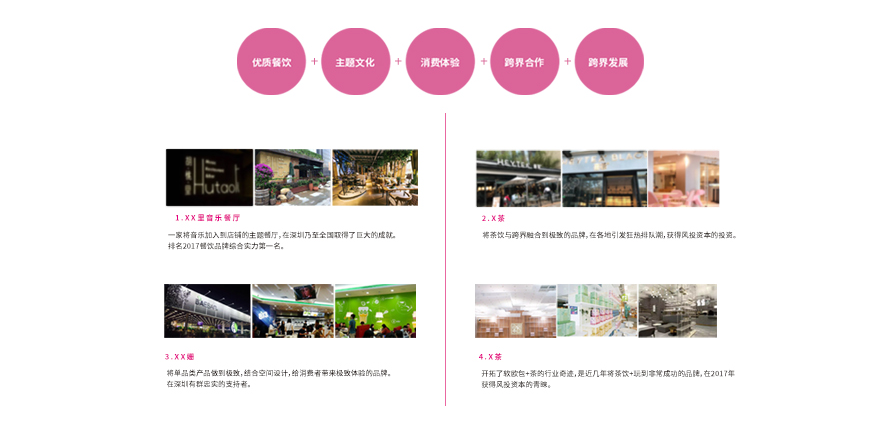 优质餐饮 + 主题文化 + 消费体验 + 跨界合作 + 跨界发展
Hutaoli
HEYTEA
1.XX里音乐餐厅
一家将音乐加入到店铺的主题餐厅,在深圳乃至全国取得了巨大的成就。
排名2017餐饮品牌综合实力第一名。
2.X茶
将茶饮与跨界融合到极致的品牌,在各地引发狂热排队潮,获得风投资本的投资。
3.XX姗
将单品类产品做到极致,结合空间设计,给消费者带来极致体验的品牌。
在深圳有群忠实的支持者。
4.X茶
开拓了软欧包+茶的行业奇迹,是近几年将茶饮+玩到非常成功的品牌,在2017年
获得风投资本的青睐。